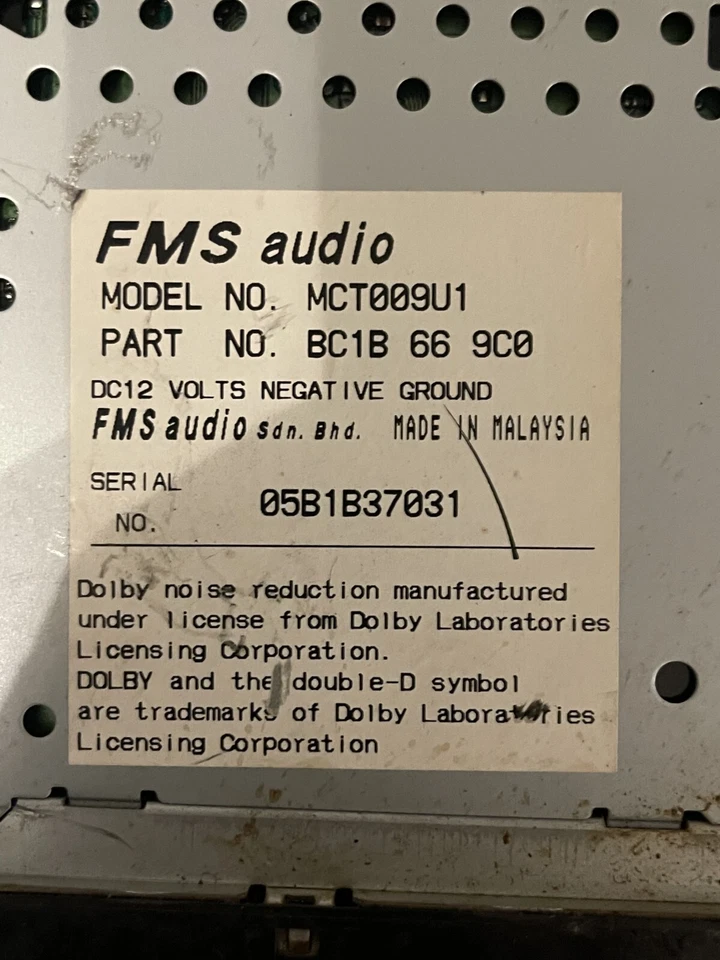 FMS audio
MODEL NO. MCT009U1
PART NO. BC1B 66 9C0
DC12 VOLTS NEGATIVE GROUND
FMS audio Sdn. Bhd. MADE IN MALAYSIA
SERIAL
NO. 05B1B37031
Dolby noise reduction manufactured
under license from Dolby Laboratories
Licensing Corporation.
DOLBY and the double-D symbol
are trademarks of Dolby Laboratories
Licensing Corporation